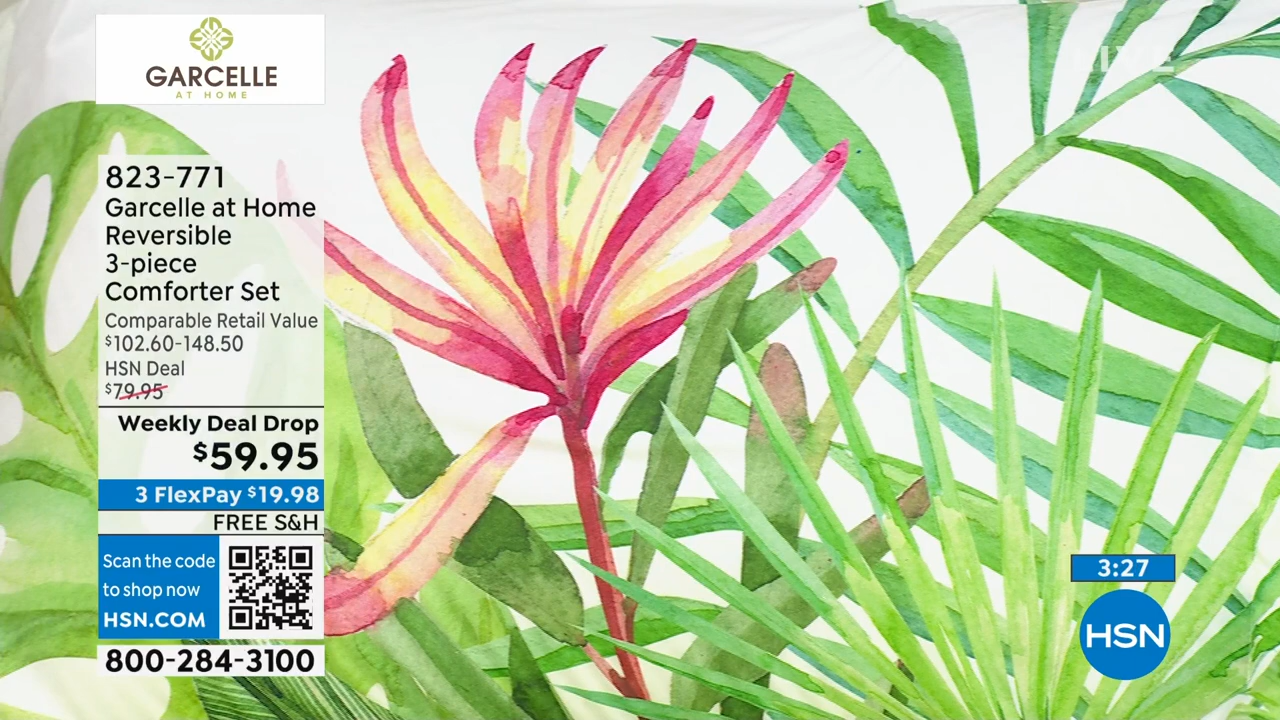 GARCELLE
AT HOME
823-771
Garcelle at Home
Reversible
3-piece
Comforter Set
Comparable Retail Value
$102.60-148.50
HSN Deal
$79.95
Weekly Deal Drop
$59.95
3 FlexPay $19.98
FREE S&H
Scan the code
to shop now
HSN.COM
800-284-3100
LIVE
3:27
HSN